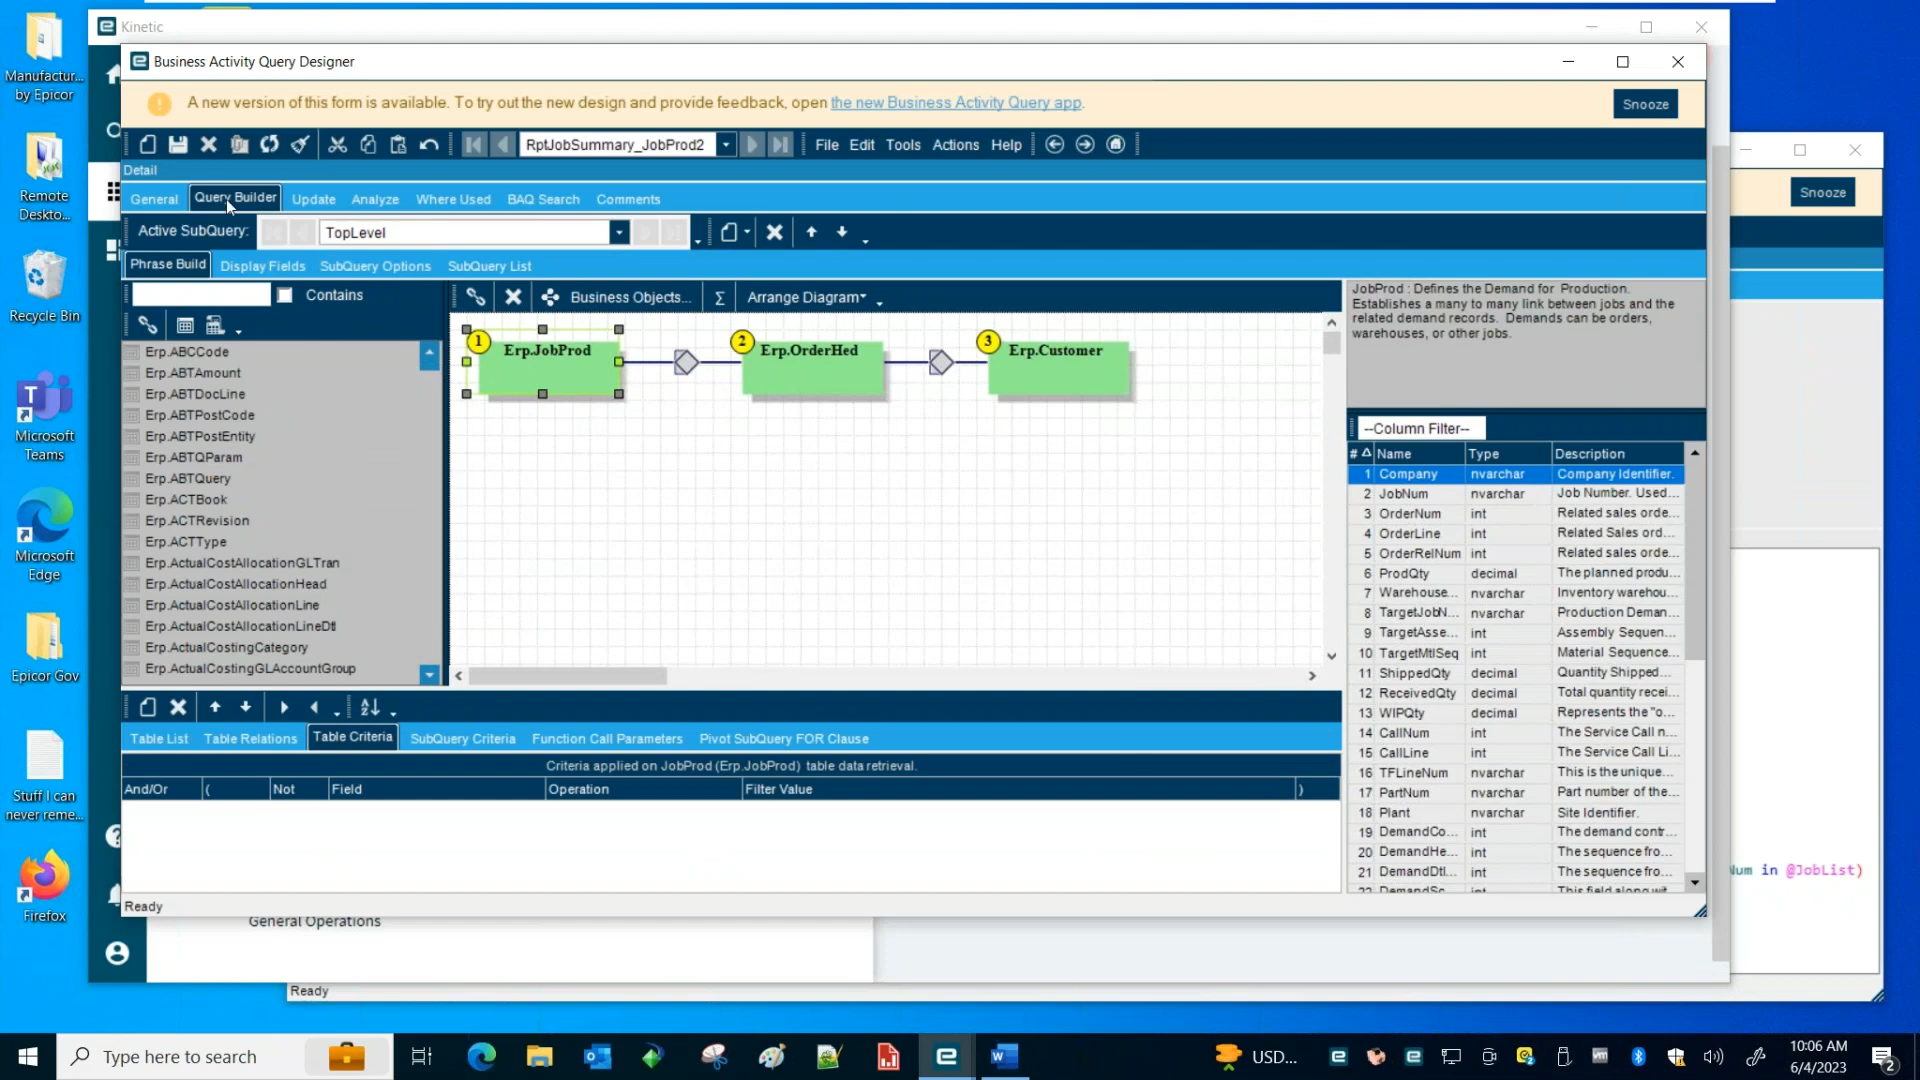 Manufactur...
by Epicor
Remote
Deskto...
Recycle Bin
Microsoft
Teams
Microsoft
Edge
Epicor Gov
Stuff I can
never reme...
Firefox
Kinetic
Business Activity Query Designer
A new version of this form is available. To try out the new design and provide feedback, open the new Business Activity Query app.
Snooze
RptJobSummary_JobProd2
File Edit Tools Actions Help
Detail
General Query Builder Update Analyze Where Used BAQ Search Comments
Snooze
Active SubQuery: TopLevel
Phrase Build Display Fields SubQuery Options SubQuery List
Contains
Business Objects... Σ Arrange Diagram
Erp.ABCCode
Erp.ABTAmount
Erp.ABTDocLine
Erp.ABTPostCode
Erp.ABTPostEntity
Erp.ABTQParam
Erp.ABTQuery
Erp.ACTBook
Erp.ACTRevision
Erp.ACTType
Erp.ActualCostAllocationGLTran
Erp.ActualCostAllocationHead
Erp.ActualCostAllocationLine
Erp.ActualCostAllocationLineDtl
Erp.ActualCostingCategory
Erp.ActualCostingGLAccountGroup
1 Erp.JobProd
2 Erp.OrderHed
3 Erp.Customer
JobProd : Defines the Demand for Production.
Establishes a many to many link between jobs and the
related demand records. Demands can be orders,
warehouses, or other jobs.
--Column Filter--
# Name Type Description
1 Company nvarchar Company Identifier.
2 JobNum nvarchar Job Number. Used...
3 OrderNum int Related sales orde...
4 OrderLine int Related Sales ord...
5 OrderRelNum int Related sales orde...
6 ProdQty decimal The planned produ...
7 Warehouse... nvarchar Inventory warehou...
8 TargetJobN... nvarchar Production Deman...
9 TargetAsse... int Assembly Sequen...
10 TargetMtlSeq int Material Sequence...
11 ShippedQty decimal Quantity Shipped...
12 ReceivedQty decimal Total quantity recei...
13 WIPQty decimal Represents the "o...
14 CallNum int The Service Call n...
15 CallLine int The Service Call Li...
16 TFLineNum nvarchar This is the unique...
17 PartNum nvarchar Part number of the...
18 Plant nvarchar Site Identifier.
19 DemandCo... int The demand contr...
20 DemandHe... int The sequence fro...
21 DemandDtl... int The sequence fro...
22 DemandSc... int This field along wit...
Table List Table Relations Table Criteria SubQuery Criteria Function Call Parameters Pivot SubQuery FOR Clause
Criteria applied on JobProd (Erp.JobProd) table data retrieval.
And/Or ( Not Field Operation Filter Value )
Ready
Num in @JobList)
General Operations
Ready
Type here to search
USD...
10:06 AM
6/4/2023
2